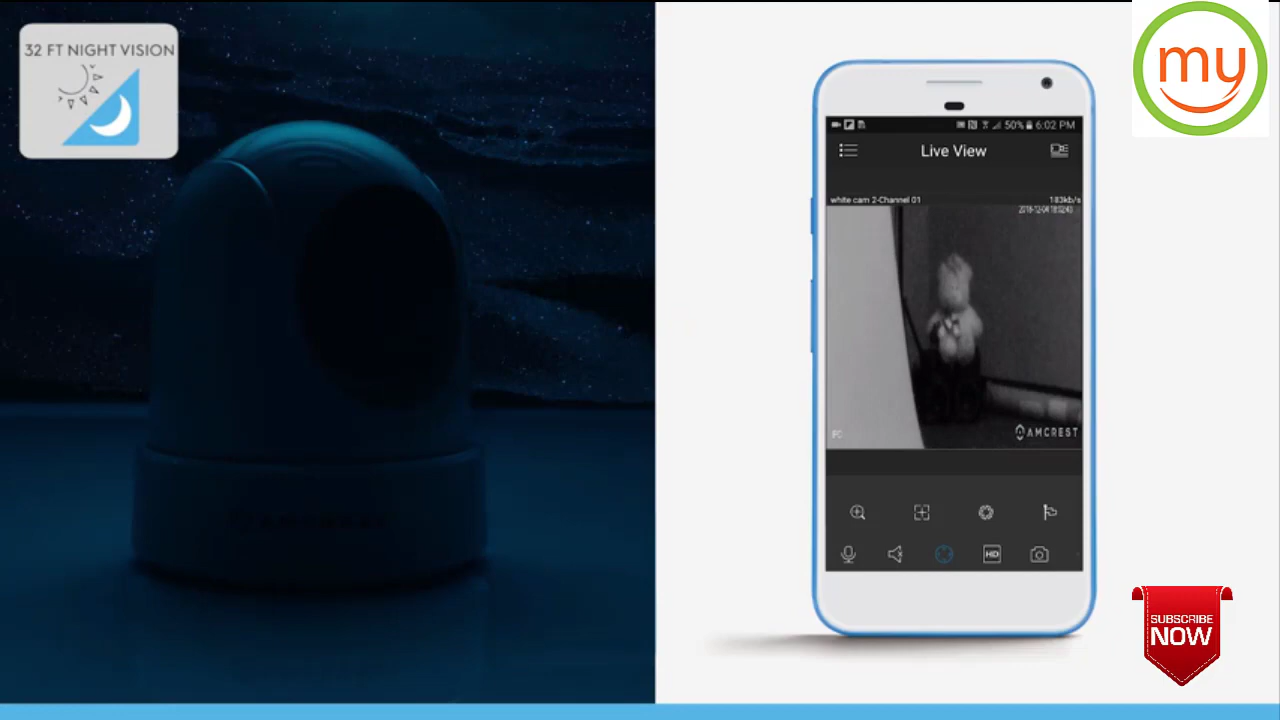 32 FT NIGHT VISION
my
50% 6:02 PM
Live View
white cam 2-Channel 01 183kb/s
AMCREST
HD
SUBSCRIBE
NOW